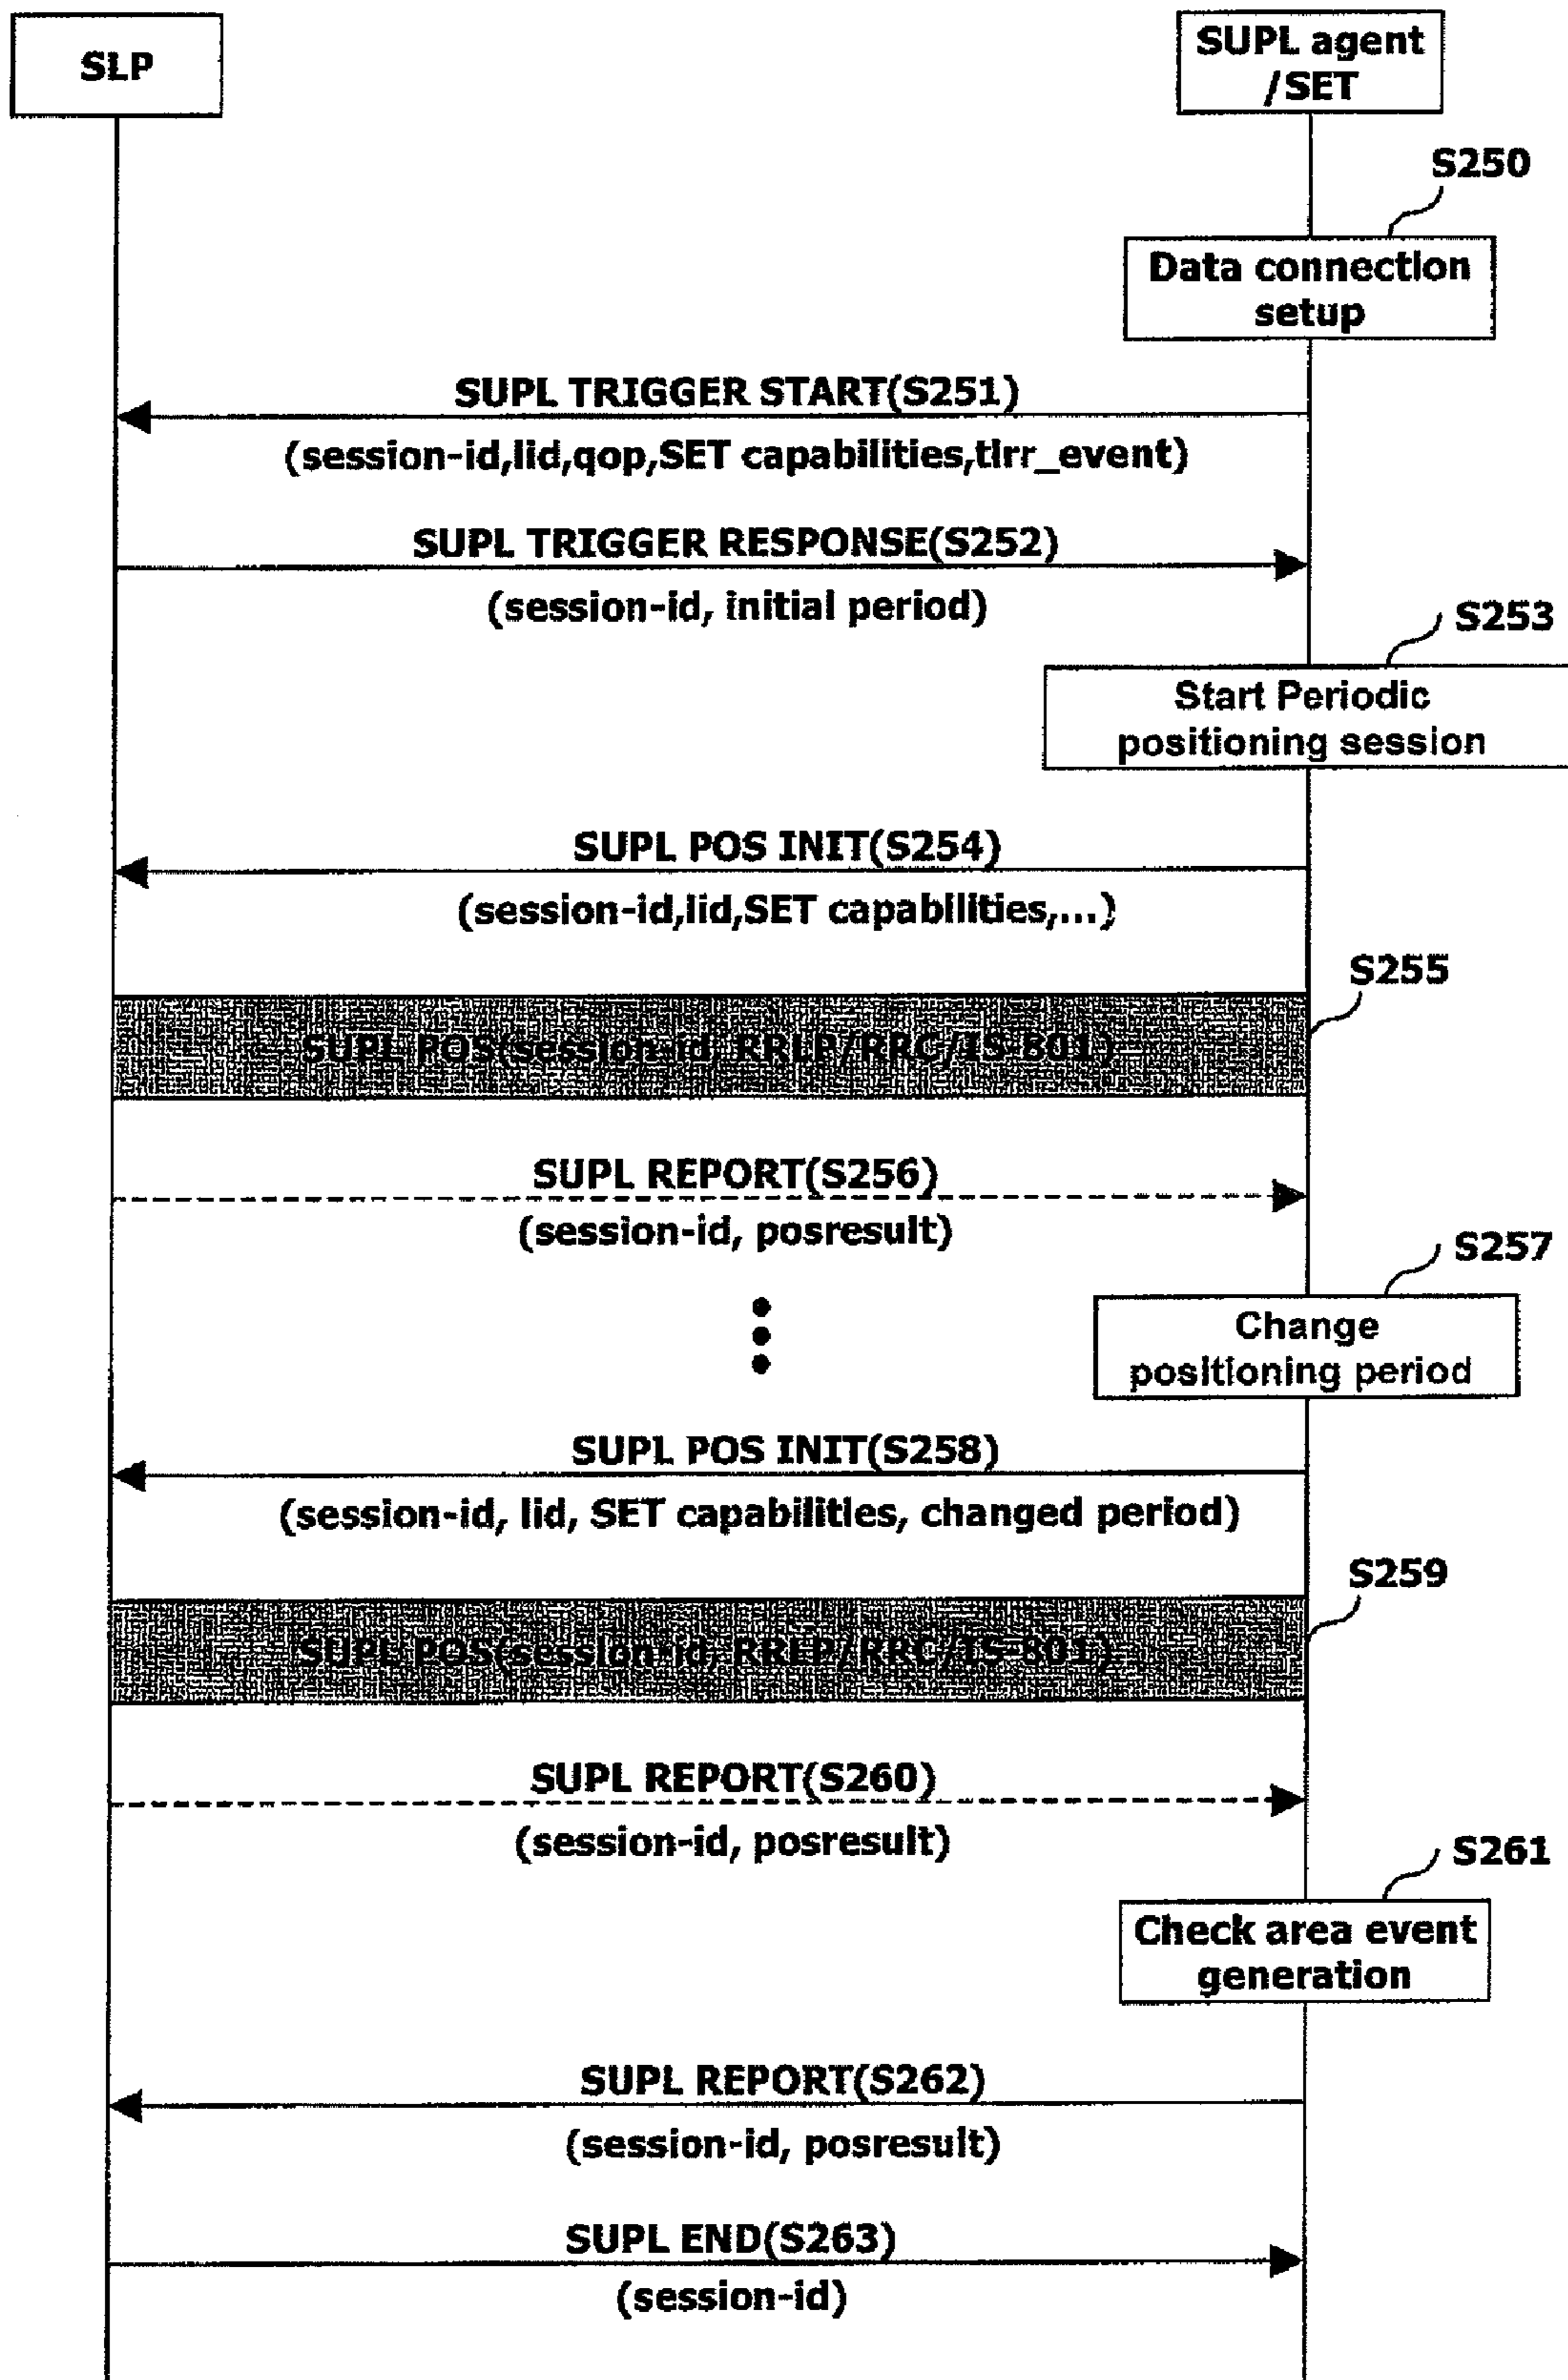 SLP
SUPL agent
/SET
S250
Data connection
setup
SUPL TRIGGER START(S251)
(session-id,lid,qop,SET capabilities,tlrr_event)
SUPL TRIGGER RESPONSE(S252)
(session-id, initial period)
S253
Start Periodic
positioning session
SUPL POS INIT(S254)
(session-id,lid,SET capabilities,...)
S255
SUPL POS(session-id, RRLP/RRC/IS-801)
SUPL REPORT(S256)
(session-id, posresult)
S257
Change
positioning period
SUPL POS INIT(S258)
(session-id, lid, SET capabilities, changed period)
S259
SUPL POS(session-id, RRLP/RRC/IS-801)
SUPL REPORT(S260)
(session-id, posresult)
S261
Check area event
generation
SUPL REPORT(S262)
(session-id, posresult)
SUPL END(S263)
(session-id)